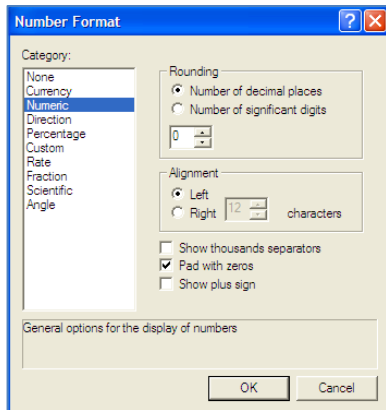 Number Format
Category:
None
Currency
Numeric
Direction
Percentage
Custom
Rate
Fraction
Scientific
Angle
Rounding
Number of decimal places
Number of significant digits
0
Alignment
Left
Right 12 characters
Show thousands separators
Pad with zeros
Show plus sign
General options for the display of numbers
OK Cancel